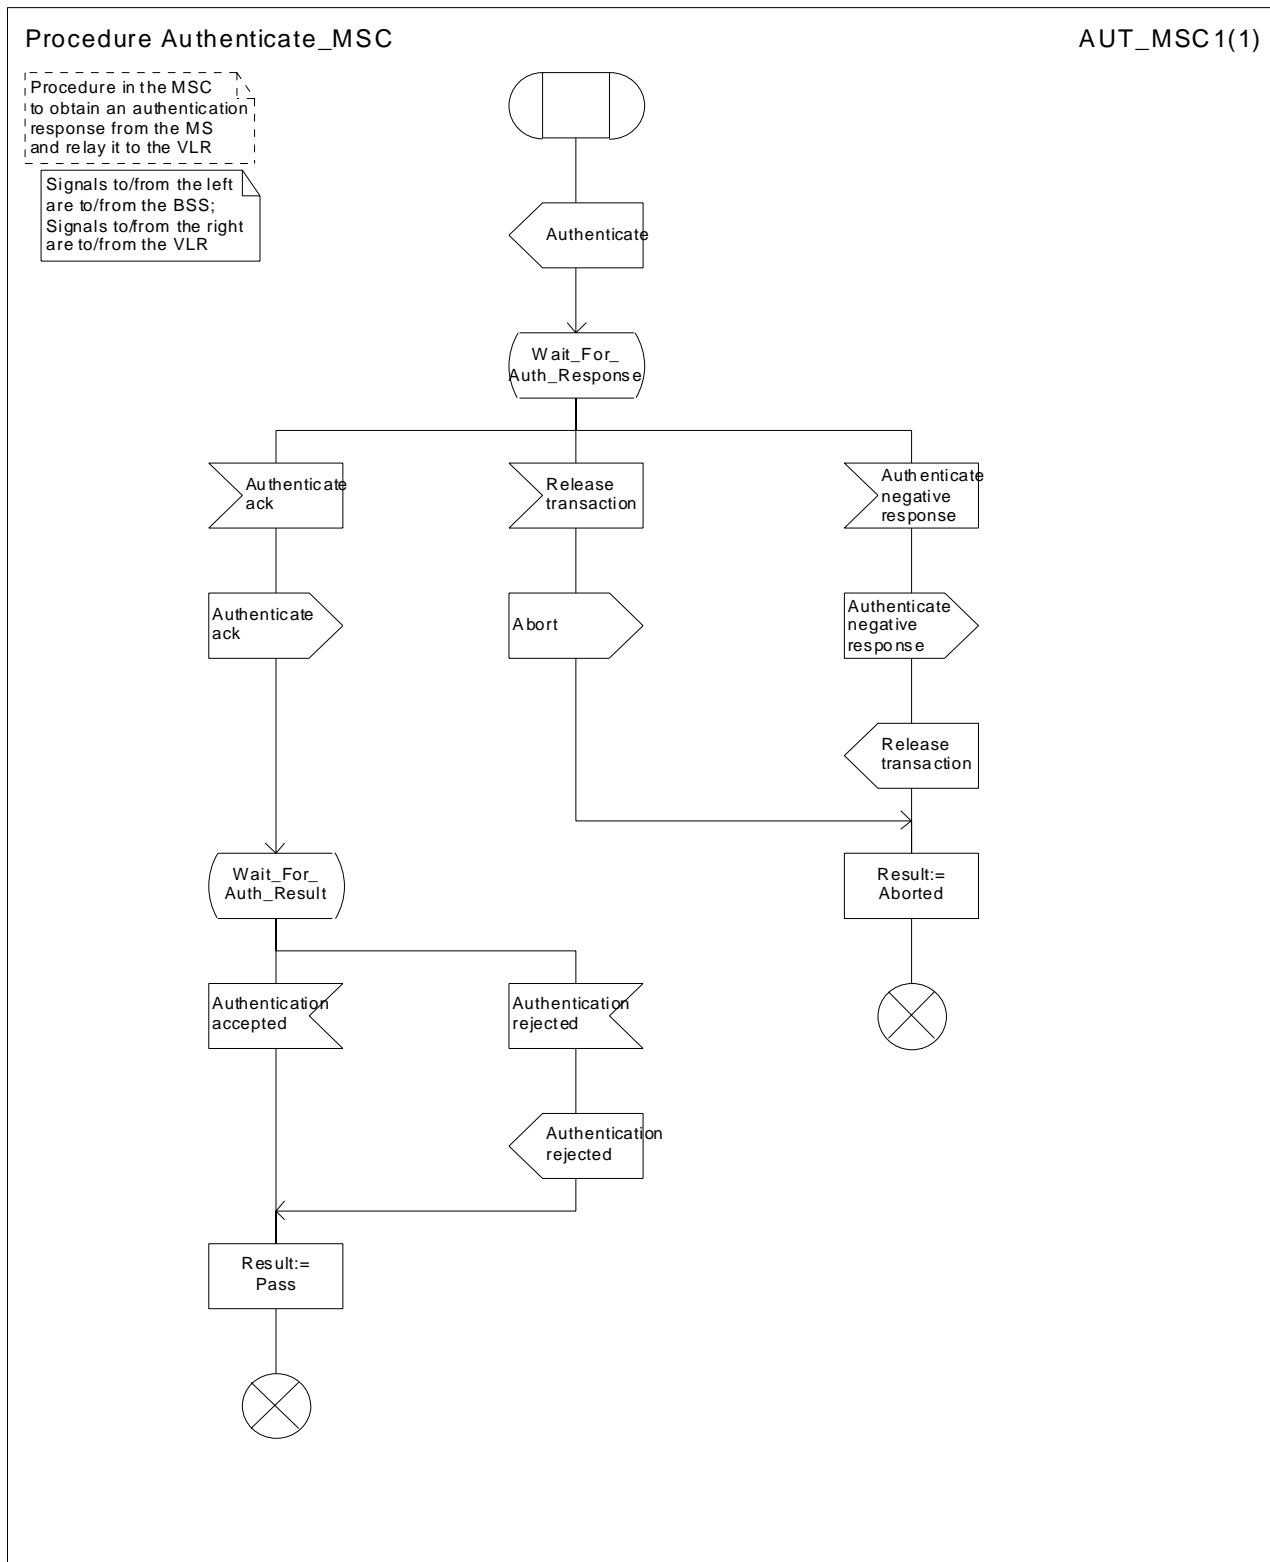 Procedure Authenticate_MSC
AUT_MSC1(1)
Procedure in the MSC
to obtain an authentication
response from the MS
and relay it to the VLR
Signals to/from the left
are to/from the BSS;
Signals to/from the right
are to/from the VLR
Authenticate
Wait_For_
Auth_Response
Authenticate
ack
Release
transaction
Authenticate
negative
response
Authenticate
ack
Abort
Authenticate
negative
response
Release
transaction
Wait_For_
Auth_Result
Result:=
Aborted
Authentication
accepted
Authentication
rejected
Authentication
rejected
Result:=
Pass